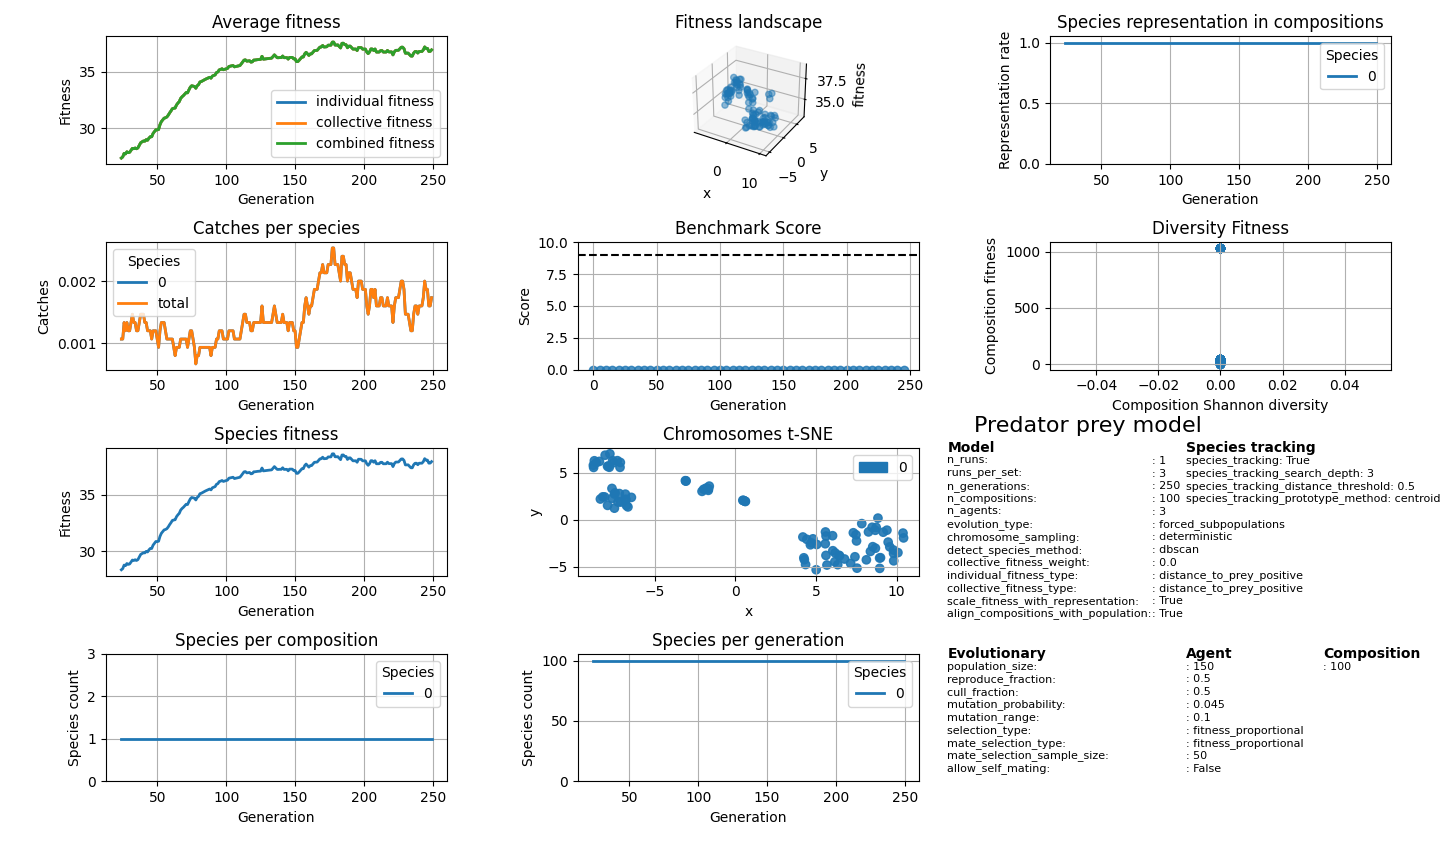 Average fitness
Fitness
35
30
individual fitness
collective fitness
combined fitness
50
100
150
200
250
Generation
Fitness landscape
37.5
35.0
fitness
0
10
x
−5
0
5
y
Species representation in compositions
Representation rate
1.0
0.5
0.0
Species
0
50
100
150
200
250
Generation
Catches per species
Catches
0.002
0.001
Species
0
total
50
100
150
200
250
Generation
Benchmark Score
Score
10.0
7.5
5.0
2.5
0.0
0
50
100
150
200
250
Generation
Diversity Fitness
Composition fitness
1000
500
0
−0.04
−0.02
0.00
0.02
0.04
Composition Shannon diversity
Species fitness
Fitness
35
30
50
100
150
200
250
Generation
Chromosomes t-SNE
y
5
0
−5
0
−5
0
5
10
x
Predator prey model
Model
n_runs: : 1
runs_per_set: : 3
n_generations: : 250
n_compositions: : 100
n_agents: : 3
evolution_type: : forced_subpopulations
chromosome_sampling: : deterministic
detect_species_method: : dbscan
collective_fitness_weight: : 0.0
individual_fitness_type: : distance_to_prey_positive
collective_fitness_type: : distance_to_prey_positive
scale_fitness_with_representation: : True
align_compositions_with_population:: True
Species tracking
species_tracking: True
species_tracking_search_depth: 3
species_tracking_distance_threshold: 0.5
species_tracking_prototype_method: centroid
Species per composition
Species count
3
2
1
0
Species
0
50
100
150
200
250
Generation
Species per generation
Species count
100
50
0
Species
0
50
100
150
200
250
Generation
Evolutionary Agent Composition
population_size: : 150 : 100
reproduce_fraction: : 0.5
cull_fraction: : 0.5
mutation_probability: : 0.045
mutation_range: : 0.1
selection_type: : fitness_proportional
mate_selection_type: : fitness_proportional
mate_selection_sample_size: : 50
allow_self_mating: : False